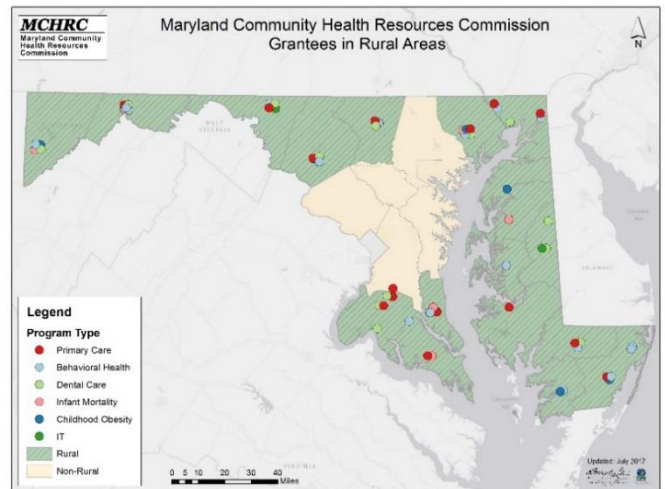 MCHRC
Maryland Community
Health Resources
Commission
Maryland Community Health Resources Commission
Grantees in Rural Areas
N
WEST
VIRGINIA
DELAWARE
Legend
Program Type
Primary Care
Behavioral Health
Dental Care
Infant Mortality
Childhood Obesity
IT
Rural
Non-Rural
VIRGINIA
0 5 10 20 30 40
Miles
Updated: July 2017